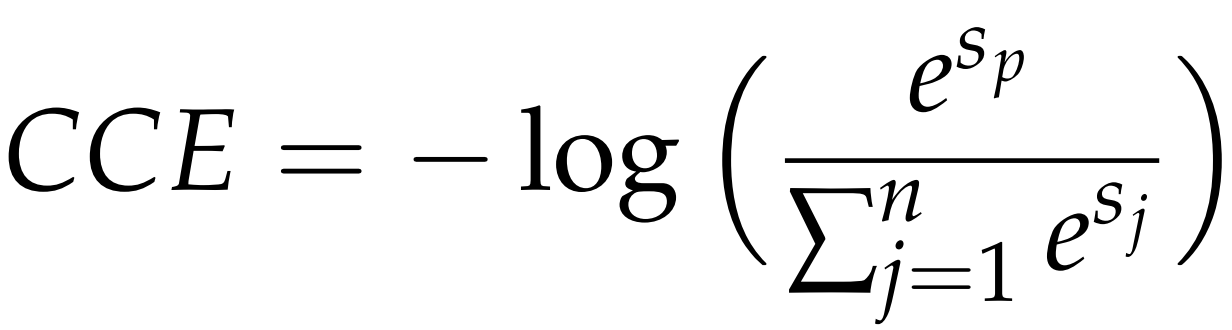 CCE = − log ( e^{s_p} / ∑_{j=1}^{n} e^{s_j} )